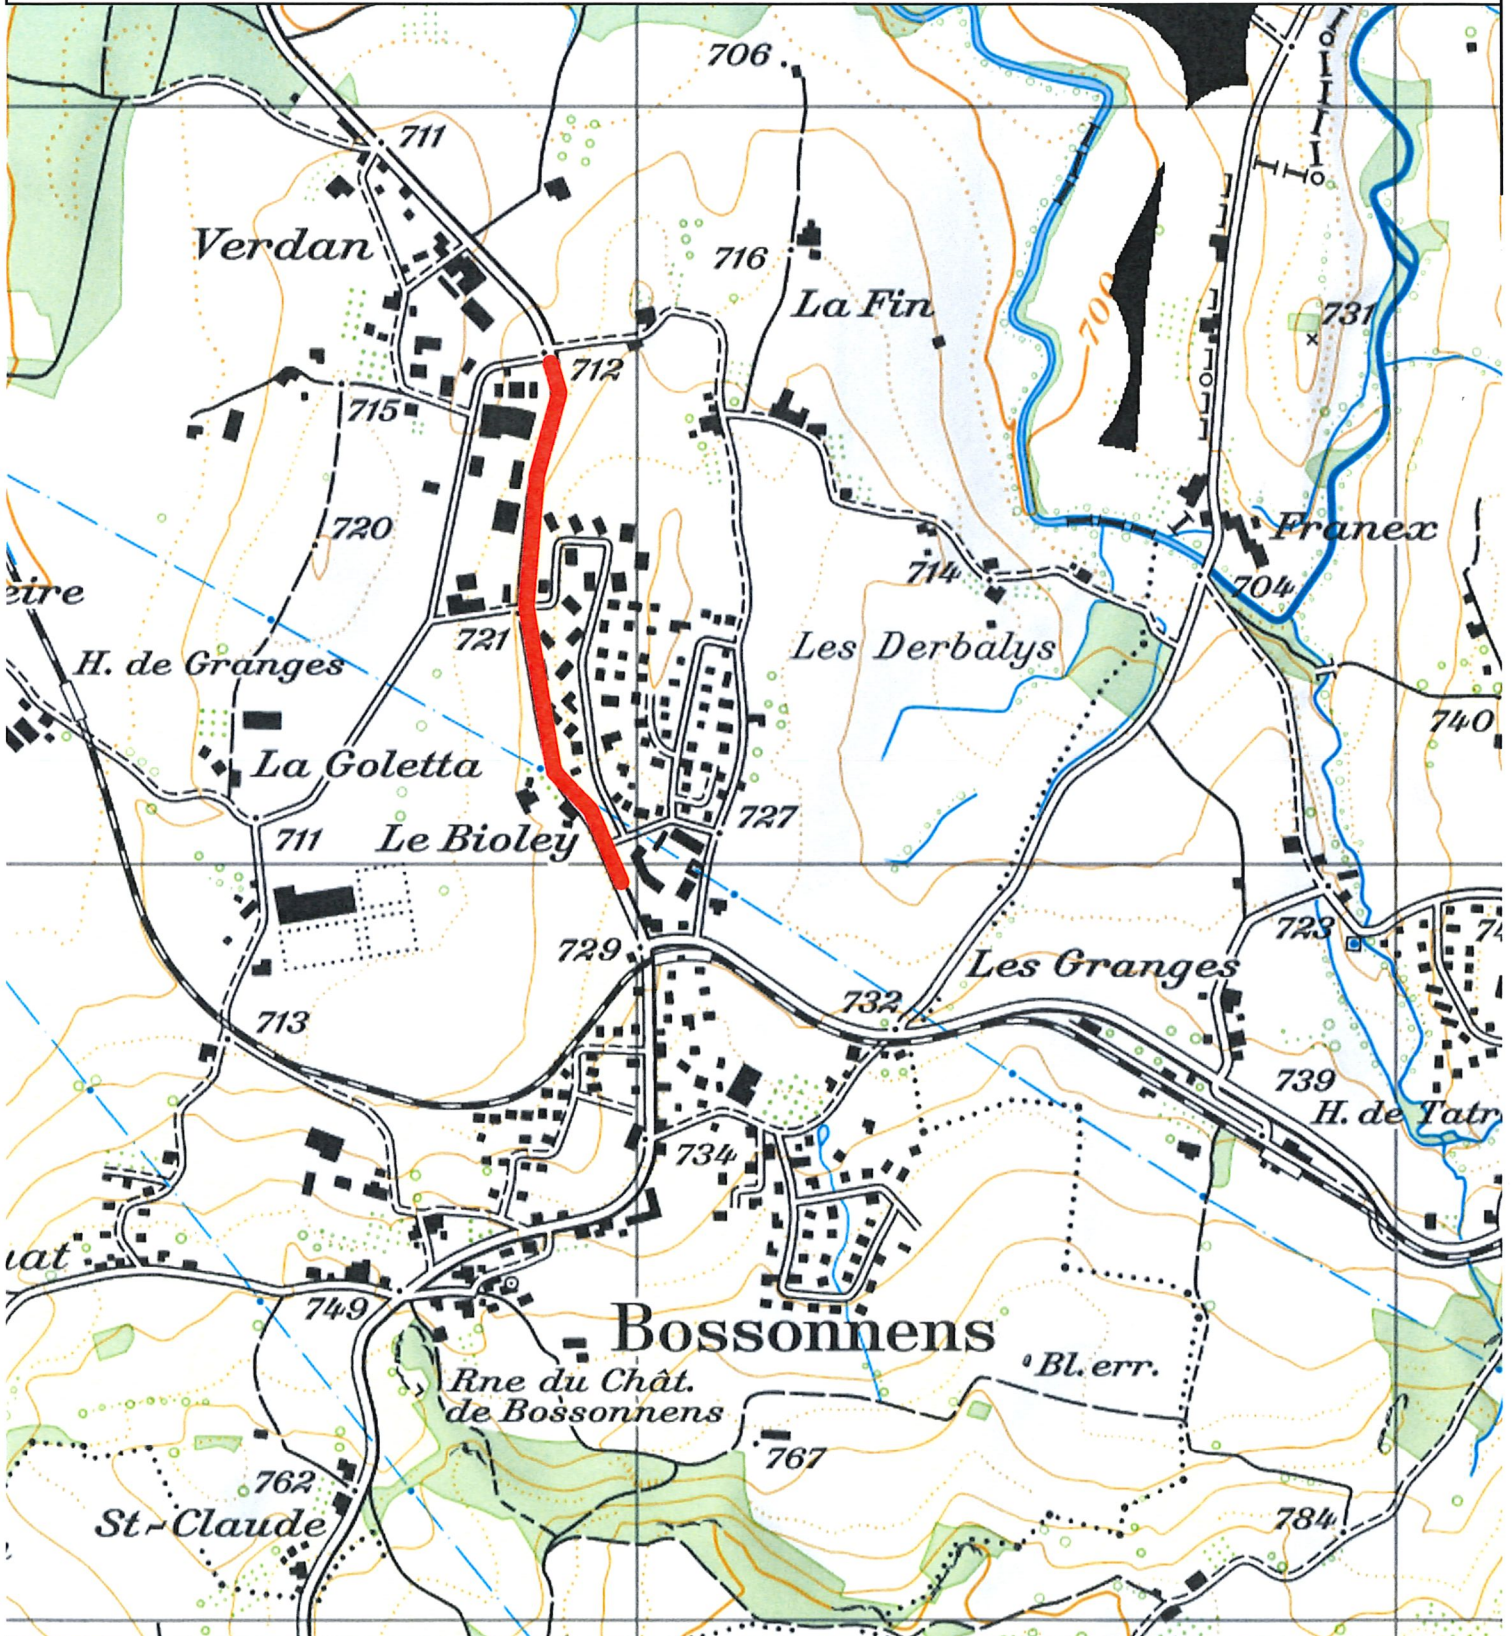 706
711
Verdan
716
La Fin
700
731
712
715
720
Franex
714
704
eire
721
Les Derbalys
H. de Granges
740
La Goletta
727
711
Le Bioley
723
74
729
Les Granges
732
713
739
H. de Tatr
734
uat
749
Bossonnens
Bl. err.
Rne du Chât.
de Bossonnens
767
762
St-Claude
784